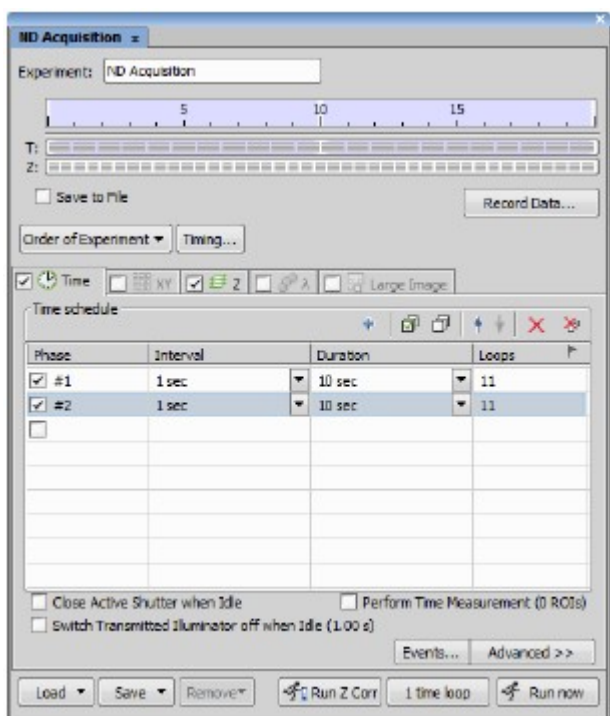 ND Acquisition
Experiment: ND Acquisition
5 10 15
T:
Z:
Save to File
Record Data...
Order of Experiment Timing...
Time XY Z λ Large Image
Time schedule
Phase Interval Duration Loops
#1 1 sec 10 sec 11
#2 1 sec 10 sec 11
Close Active Shutter when Idle Perform Time Measurement (0 ROIs)
Switch Transmitted Illuminator off when Idle (1.00 s)
Events... Advanced >>
Load Save Remove Run Z Corr 1 time loop Run now